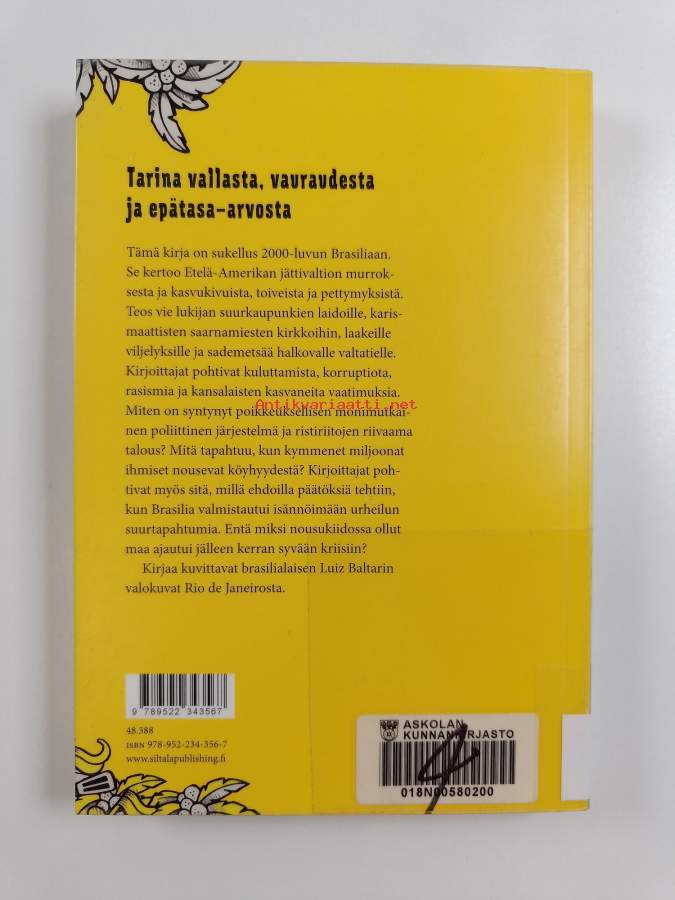 Tarina vallasta, vauraudesta
ja epätasa-arvosta
Tämä kirja on sukellus 2000-luvun Brasiliaan.
Se kertoo Etelä-Amerikan jättivaltion murrok-
sesta ja kasvukivuista, toiveista ja pettymyksistä.
Teos vie lukijan suurkaupunkien laidoille, karis-
maattisten saarnamiesten kirkkoihin, laakeille
viljelyksille ja sademetsää halkovalle valtatielle.
Kirjoittajat pohtivat kuluttamista, korruptiota,
rasismia ja kansalaisten kasvaneita vaatimuksia.
Antikvariaatti.net
Miten on syntynyt poikkeuksellisen monimutkai-
nen poliittinen järjestelmä ja ristiriitojen riivaama
talous? Mitä tapahtuu, kun kymmenet miljoonat
ihmiset nousevat köyhyydestä? Kirjoittajat poh-
tivat myös sitä, millä ehdoilla päätöksiä tehtiin,
kun Brasilia valmistautui isännöimään urheilun
suurtapahtumia. Entä miksi nousukiidossa ollut
maa ajautui jälleen kerran syvään kriisiin?
Kirjaa kuvittavat brasilialaisen Luiz Baltarin
valokuvat Rio de Janeirosta.
9 789522 343567
48.388
ISBN 978-952-234-356-7
www.siltalapublishing.fi
ASKOLAN
KUNNANKIRJASTO
018N00580200